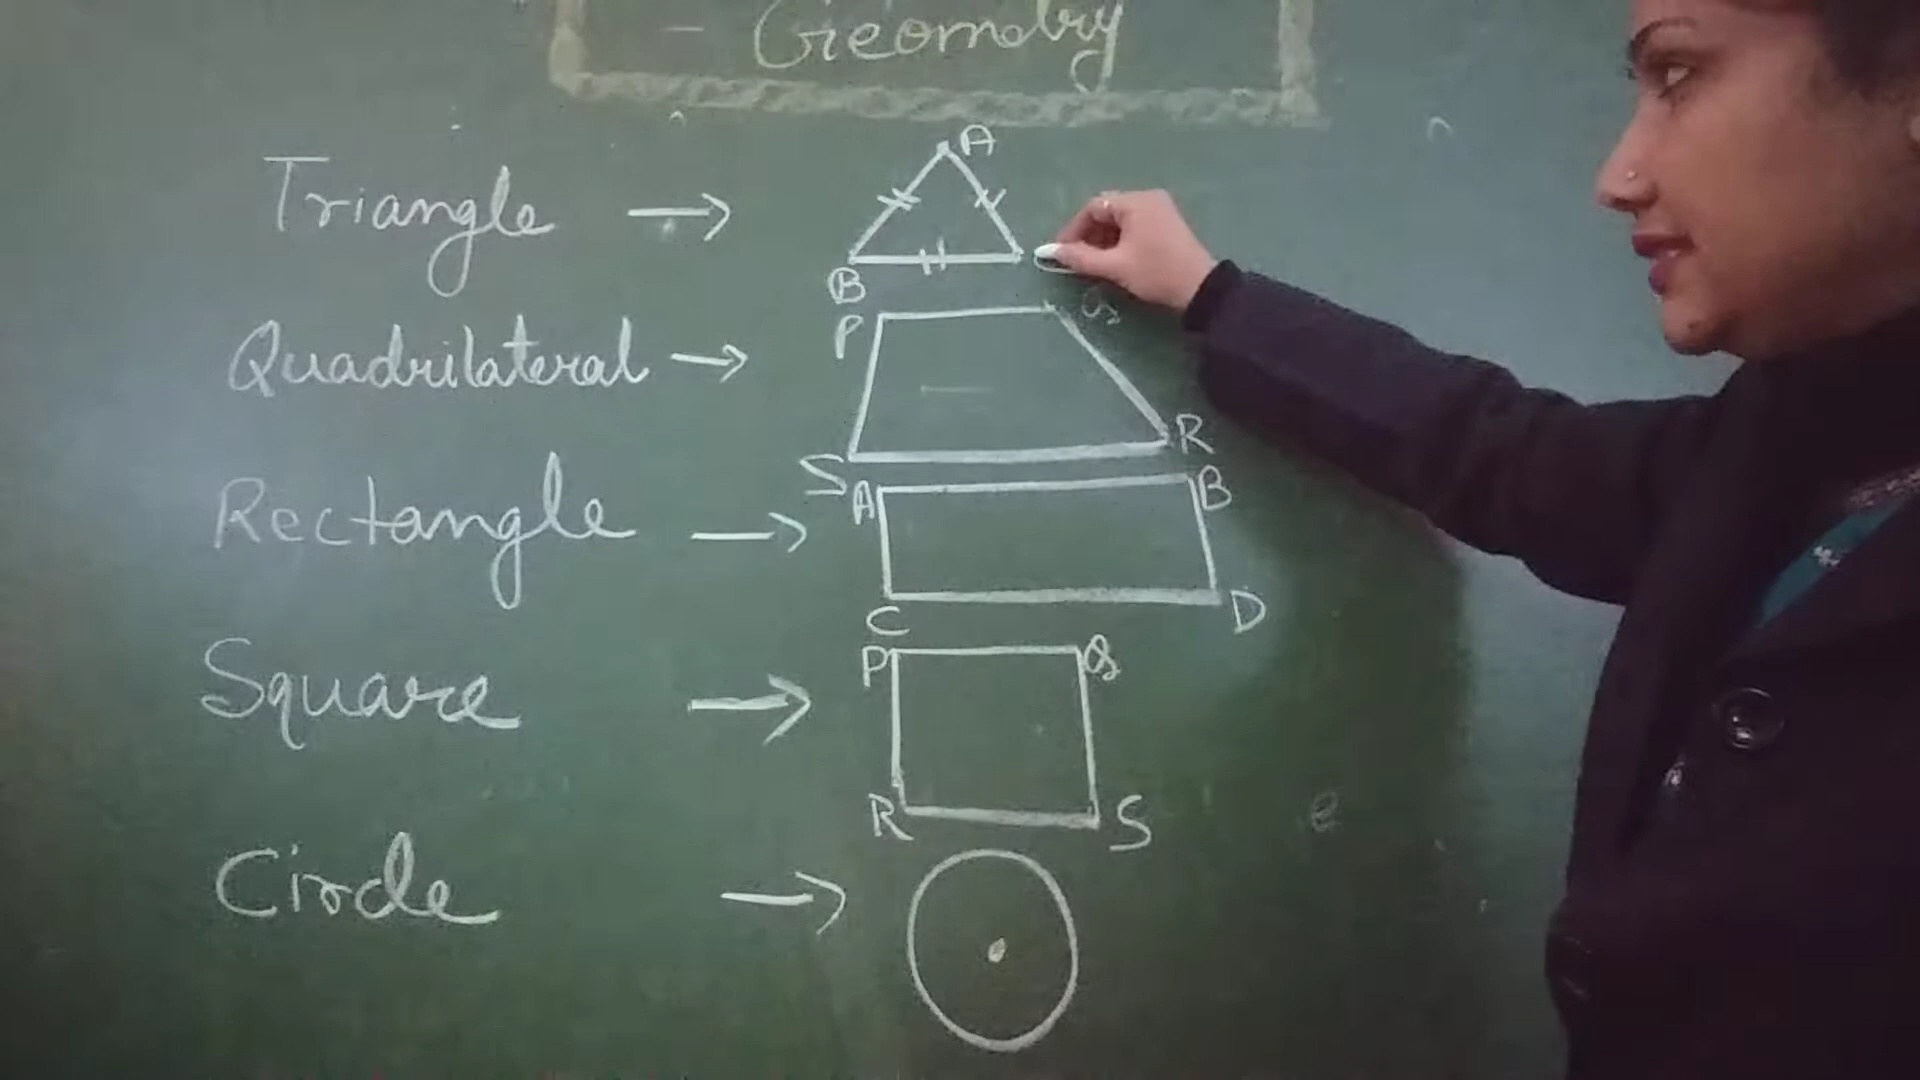 - Geometry
Triangle →
A
B C
Quadrilateral →
P Q
S R
Rectangle →
A B
C D
Square →
P Q
R S
Circle →